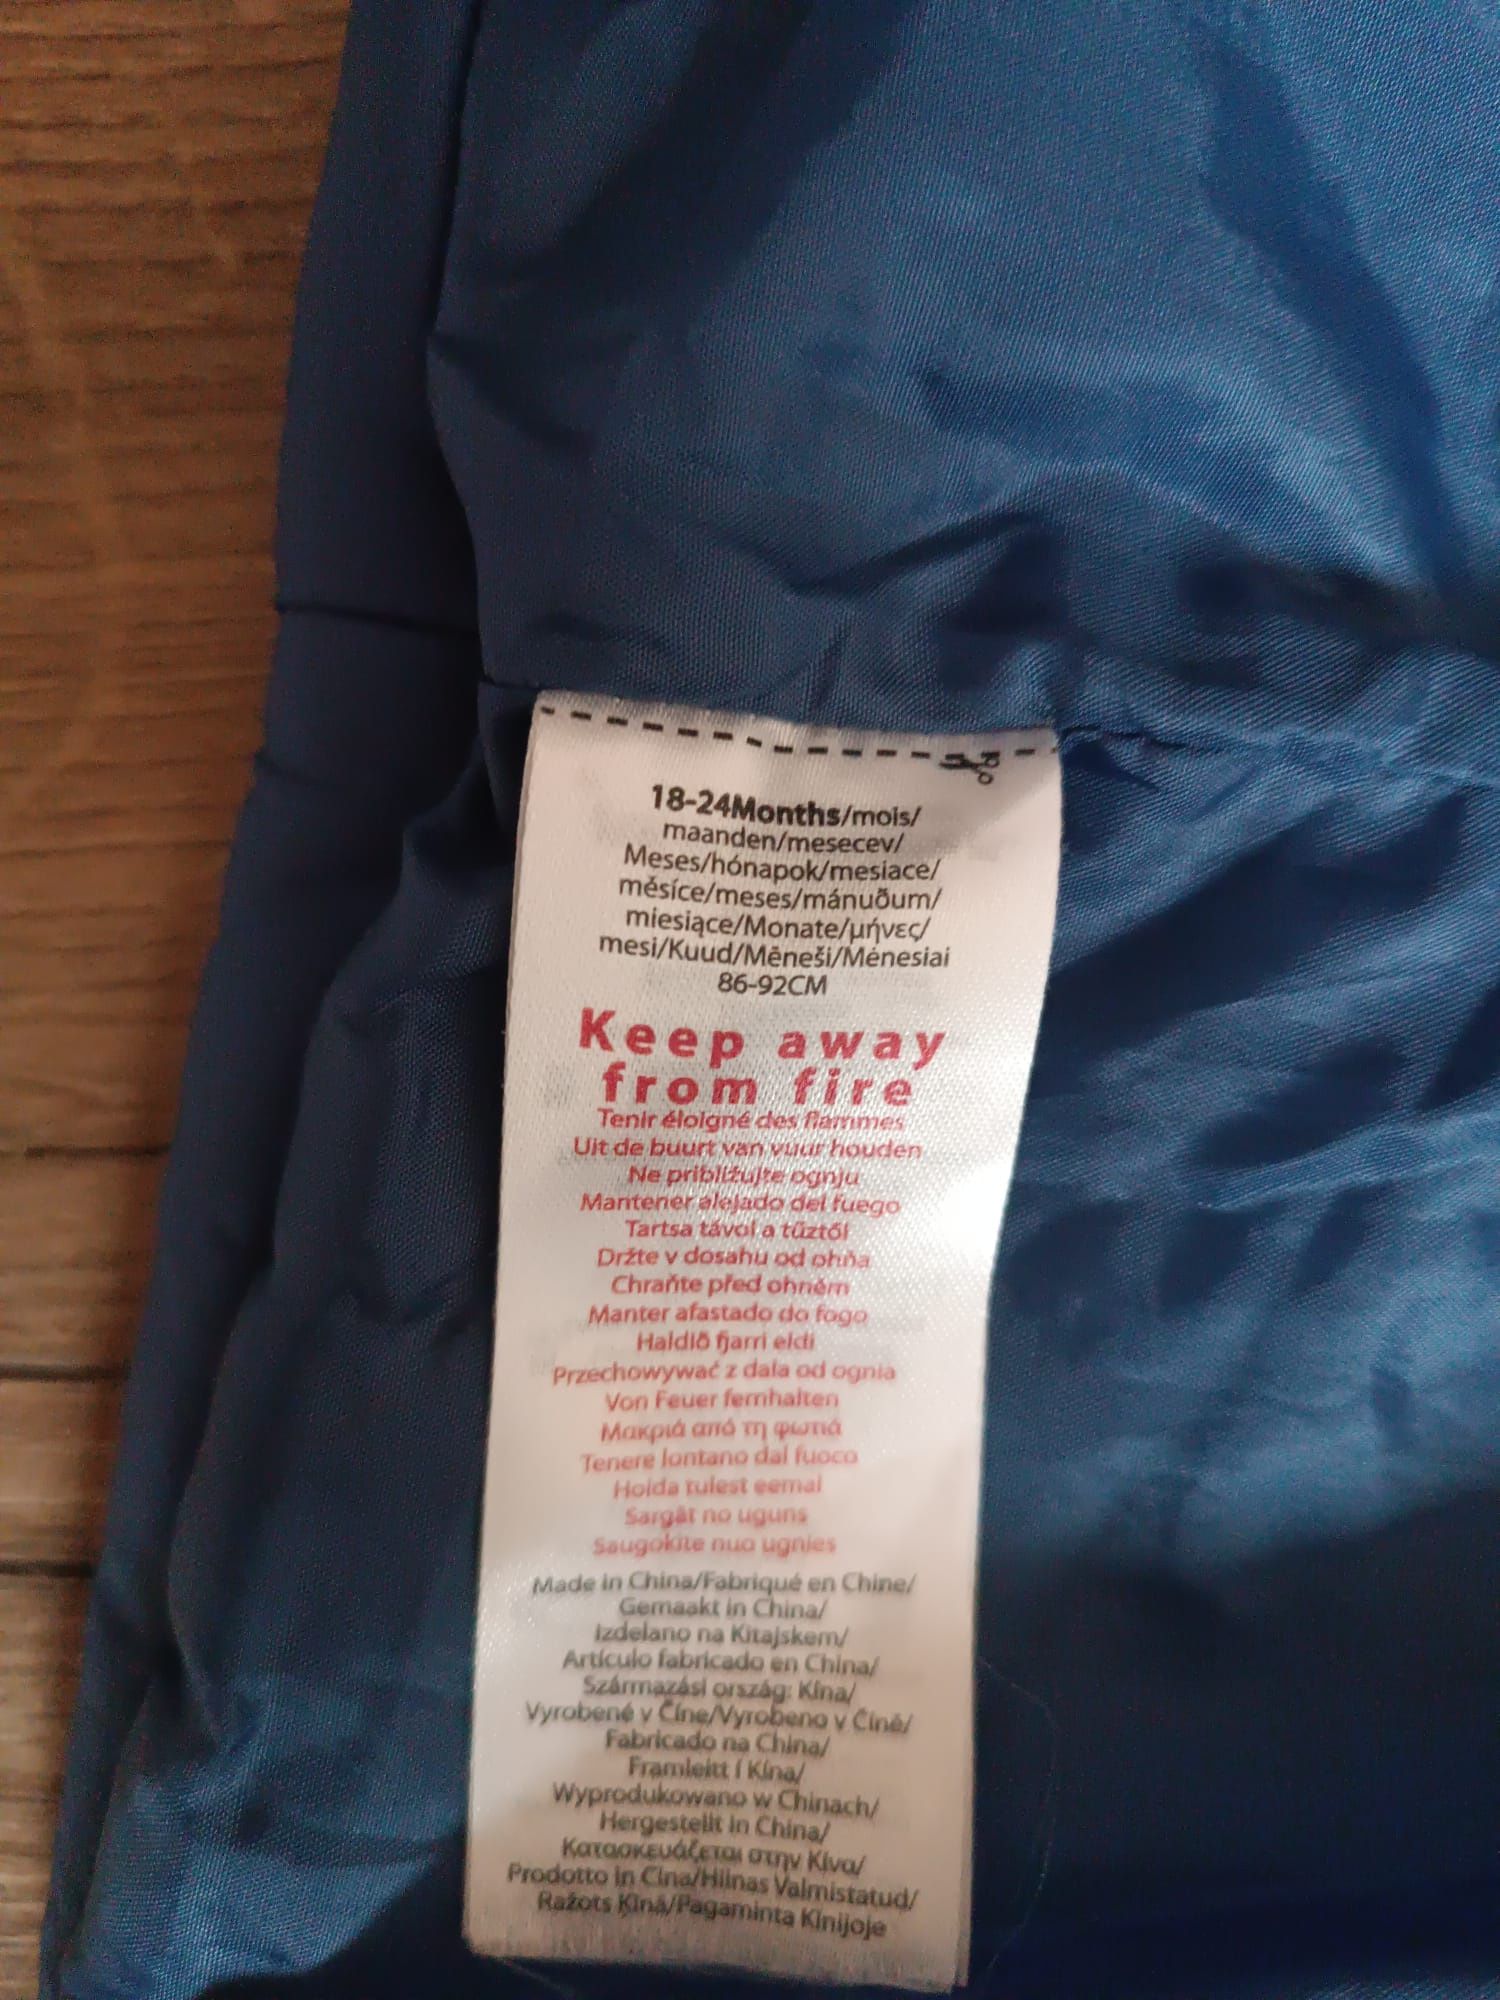 18-24Months/mois/
maanden/mesecev/
Meses/hónapok/mesiace/
měsíce/meses/mánuðum/
miesiące/Monate/μήνες/
mesi/Kuud/Mēneši/Mėnesiai
86-92CM
Keep away
from fire
Tenir éloigné des flammes
Uit de buurt van vuur houden
Ne približujte ognju
Mantener alejado del fuego
Tartsa távol a tűztől
Držte v dosahu od ohňa
Chraňte před ohněm
Manter afastado do fogo
Haldið fjarri eldi
Przechowywać z dala od ognia
Von Feuer fernhalten
Μακριά από τη φωτιά
Tenere lontano dal fuoco
Hoida tulest eemal
Sargāt no uguns
Saugokite nuo ugnies
Made in China/Fabriqué en Chine/
Gemaakt in China/
Izdelano na Kitajskem/
Artículo fabricado en China/
Származási ország: Kína/
Vyrobené v Číne/Vyrobeno v Číně/
Fabricado na China/
Framleitt í Kína/
Wyprodukowano w Chinach/
Hergestellt in China/
Κατασκευάζεται στην Κίνα/
Prodotto in Cina/Hiinas Valmistatud/
Ražots Ķīnā/Pagaminta Kinijoje